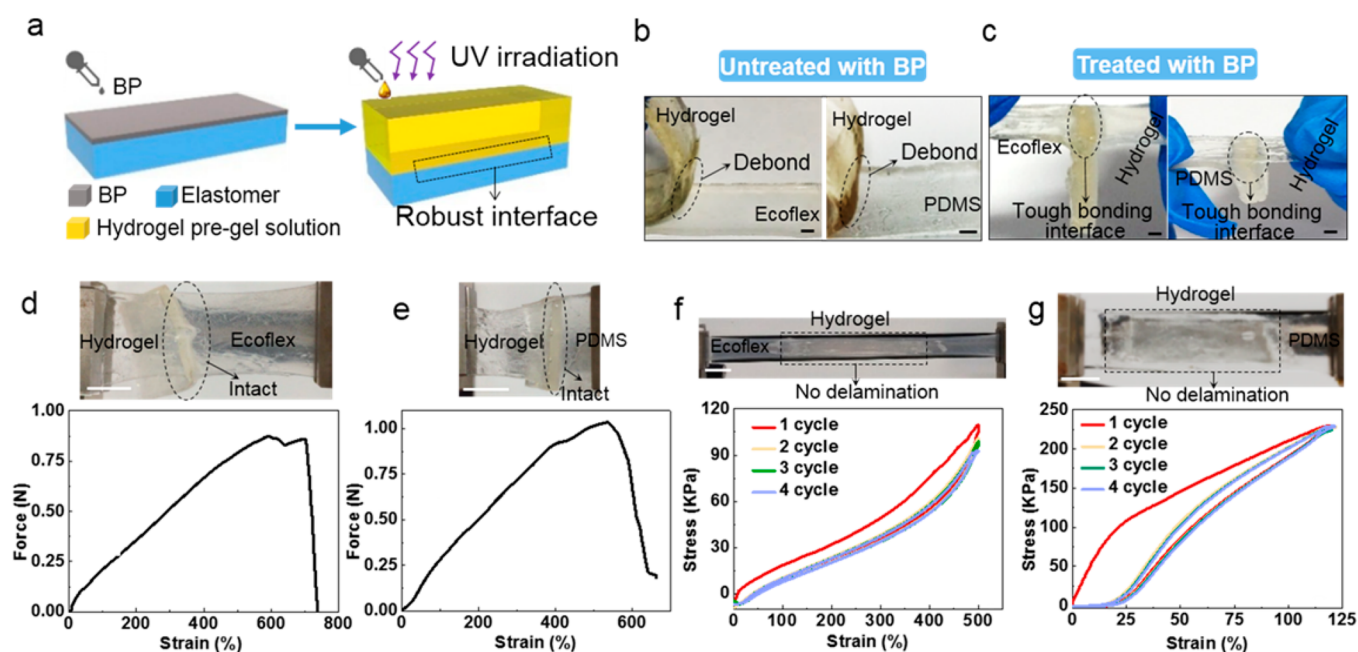 a
BP
UV irradiation
BP
Elastomer
Hydrogel pre-gel solution
Robust interface
b
Untreated with BP
Hydrogel
Debond
Ecoflex
Hydrogel
Debond
PDMS
c
Treated with BP
Ecoflex
Hydrogel
Tough bonding
interface
PDMS
Hydrogel
Tough bonding
interface
d
Hydrogel
Ecoflex
Intact
1.00
0.75
0.50
0.25
0.00
Force (N)
0
200
400
600
800
Strain (%)
e
Hydrogel
PDMS
Intact
1.00
0.75
0.50
0.25
0.00
Force (N)
0
200
400
600
Strain (%)
f
Hydrogel
Ecoflex
No delamination
120
90
60
30
0
Stress (KPa)
1 cycle
2 cycle
3 cycle
4 cycle
0
100
200
300
400
500
Strain (%)
g
Hydrogel
PDMS
No delamination
250
200
150
100
50
0
Stress (KPa)
1 cycle
2 cycle
3 cycle
4 cycle
0
25
50
75
100
125
Strain (%)